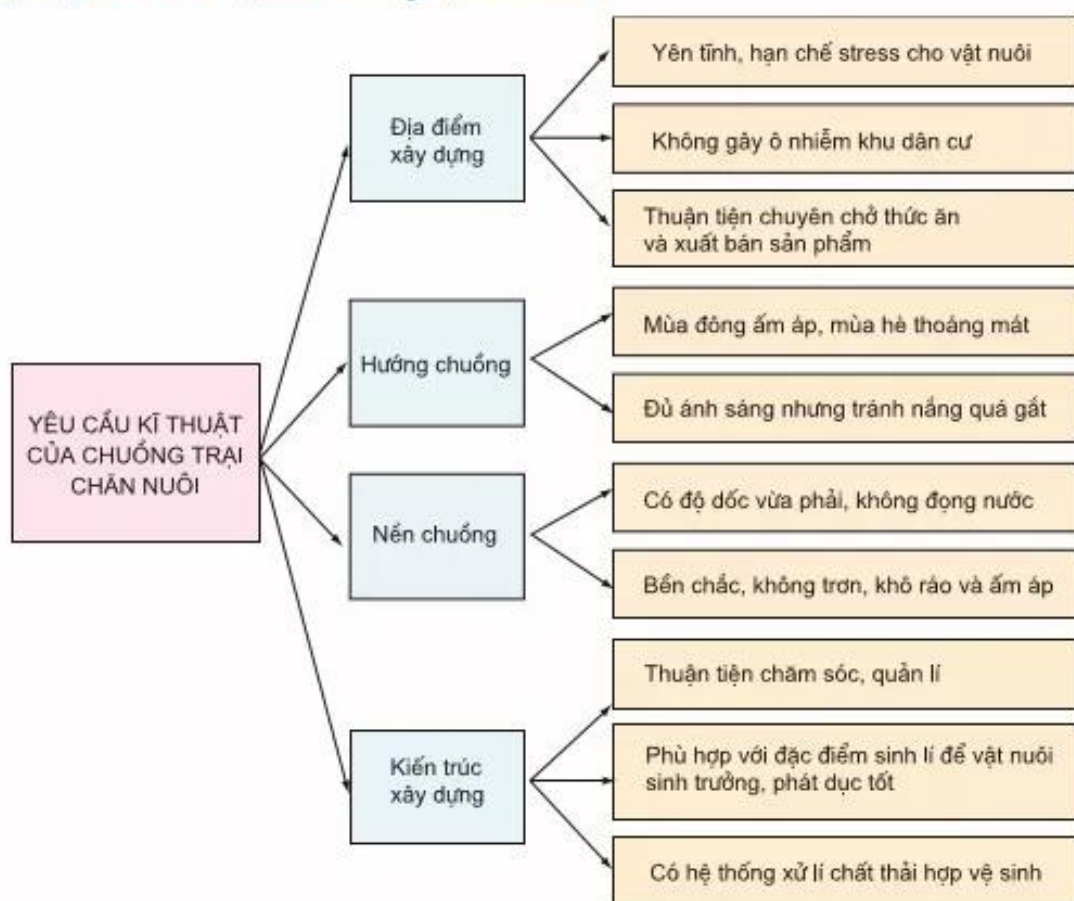 YÊU CẦU KĨ THUẬT
CỦA CHUỒNG TRẠI
CHĂN NUÔI
Địa điểm
xây dựng
Yên tĩnh, hạn chế stress cho vật nuôi
Không gây ô nhiễm khu dân cư
Thuận tiện chuyên chở thức ăn
và xuất bán sản phẩm
Hướng chuồng
Mùa đông ấm áp, mùa hè thoáng mát
Đủ ánh sáng nhưng tránh nắng quá gắt
Nền chuồng
Có độ dốc vừa phải, không đọng nước
Bền chắc, không trơn, khô ráo và ấm áp
Kiến trúc
xây dựng
Thuận tiện chăm sóc, quản lí
Phù hợp với đặc điểm sinh lí để vật nuôi
sinh trưởng, phát dục tốt
Có hệ thống xử lí chất thải hợp vệ sinh